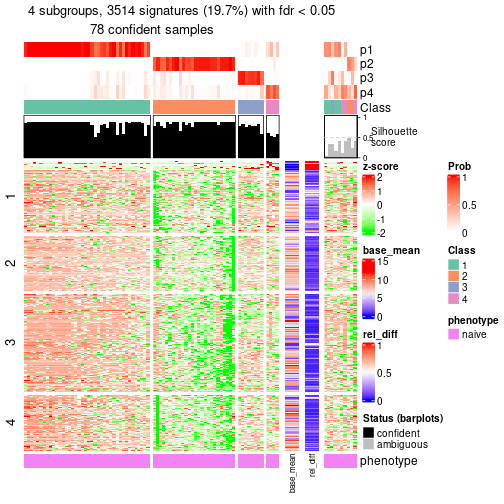 4 subgroups, 3514 signatures (19.7%) with fdr < 0.05
78 confident samples
p1
p2
p3
p4
Class
1
0.5
0
Silhouette
score
1
2
3
4
base_mean
rel_diff
phenotype
z-score
2
1
0
-1
-2
base_mean
15
10
5
0
rel_diff
1
0.5
0
Status (barplots)
confident
ambiguous
Prob
1
0.5
0
Class
1
2
3
4
phenotype
naive